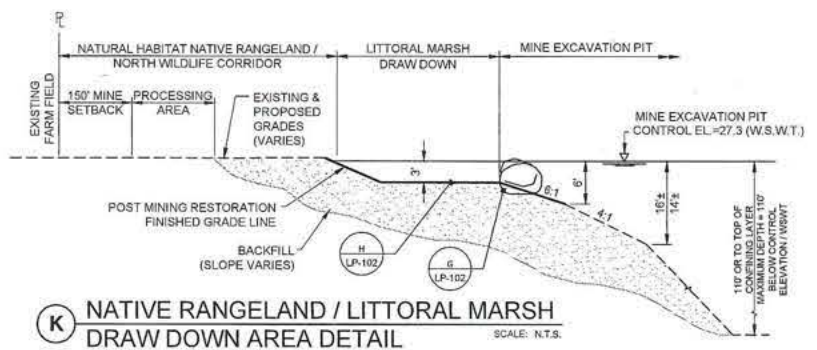 PL
NATURAL HABITAT NATIVE RANGELAND /
NORTH WILDLIFE CORRIDOR
LITTORAL MARSH
DRAW DOWN
MINE EXCAVATION PIT
EXISTING
FARM FIELD
150' MINE
SETBACK
PROCESSING
AREA
EXISTING &
PROPOSED
GRADES
(VARIES)
MINE EXCAVATION PIT
CONTROL EL.=27.3 (W.S.W.T.)
3'
6'
6:1
4:1
16'±
14'±
110' OR TO TOP OF
CONFINING LAYER
MAXIMUM DEPTH = 110'
BELOW CONTROL
ELEVATION / WSWT
POST MINING RESTORATION
FINISHED GRADE LINE
BACKFILL
(SLOPE VARIES)
H
LP-102
G
LP-102
K
NATIVE RANGELAND / LITTORAL MARSH
DRAW DOWN AREA DETAIL
SCALE: N.T.S.